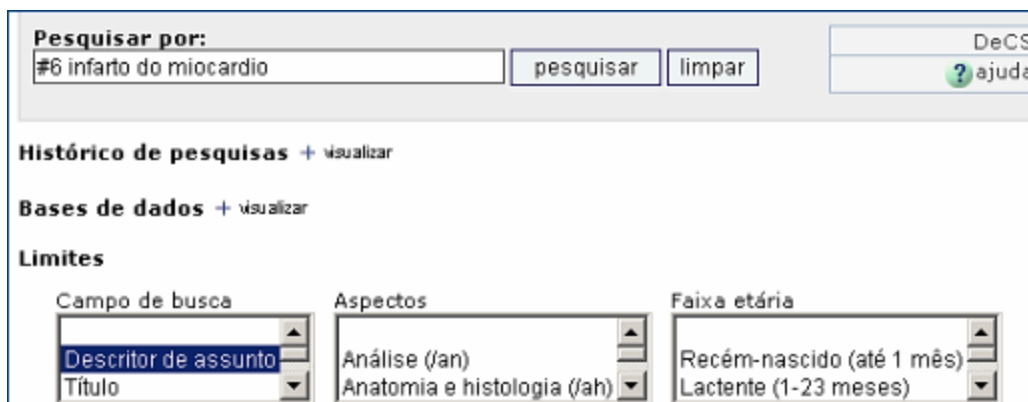 Pesquisar por:
#6 infarto do miocardio
pesquisar
limpar
DeCS
? ajuda
Histórico de pesquisas + visualizar
Bases de dados + visualizar
Limites
Campo de busca
Descritor de assunto
Título
Aspectos
Análise (/an)
Anatomia e histologia (/ah)
Faixa etária
Recém-nascido (até 1 mês)
Lactente (1-23 meses)